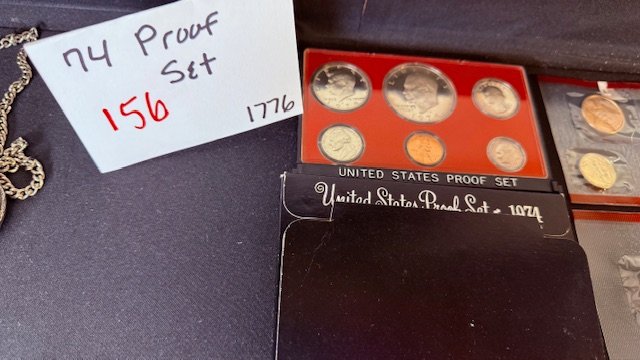 74 Proof
Set
156
1776
UNITED STATES PROOF SET
United States Proof Set 1974